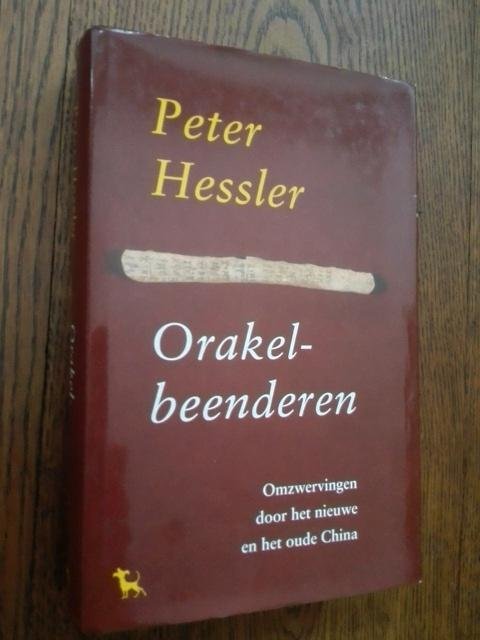 Peter
Hessler
Orakel-
beenderen
Omzwervingen
door het nieuwe
en het oude China